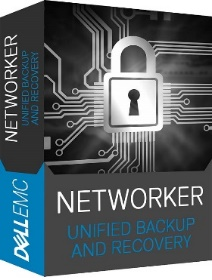 NETWORKER
UNIFIED BACKUP
AND RECOVERY
DELLEMC
NETWORKER
UNIFIED BACKUP
AND RECOVERY